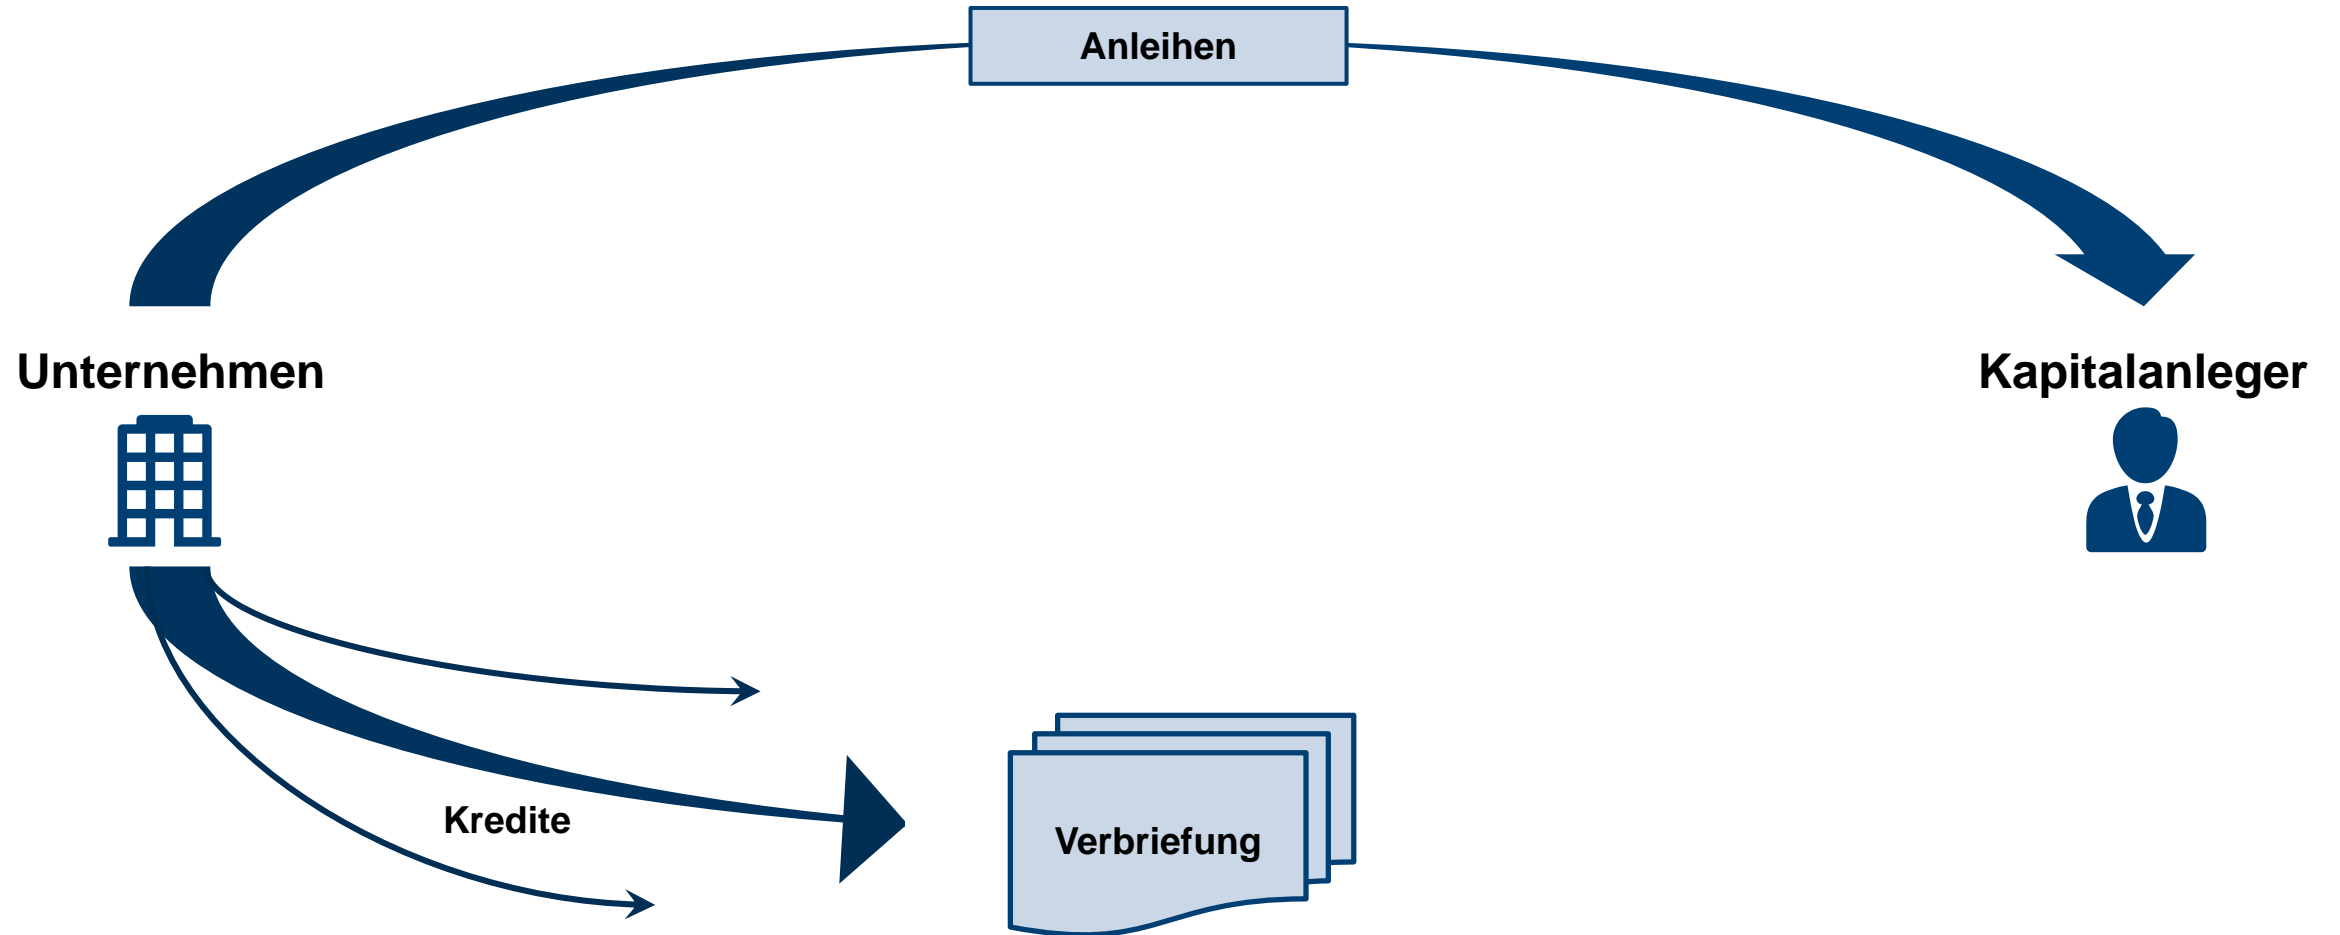 Anleihen
Unternehmen
Kapitalanleger
Kredite
Verbriefung